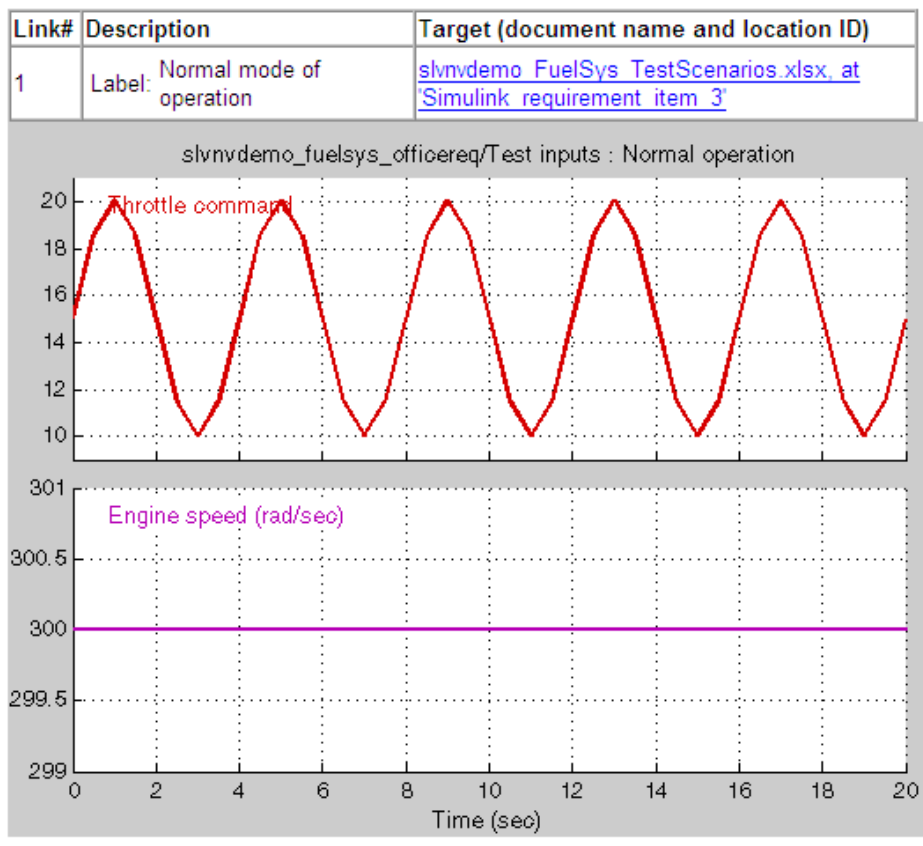 Link# Description Target (document name and location ID)
1 Label: Normal mode of operation slvnvdemo_FuelSys_TestScenarios.xlsx, at 'Simulink_requirement_item_3'
slvnvdemo_fuelsys_officereq/Test inputs : Normal operation
Throttle command
20
18
16
14
12
10
Engine speed (rad/sec)
301
300.5
300
299.5
299
0 2 4 6 8 10 12 14 16 18 20
Time (sec)